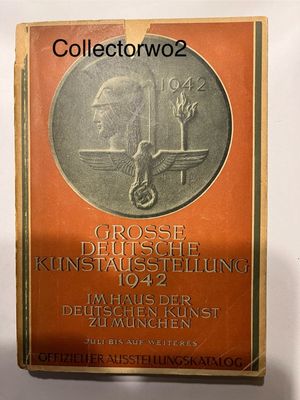 Collectorwo2
1942
GROSSE
DEUTSCHE
KUNSTAUSSTELLUNG
1942
IM HAUS DER
DEUTSCHEN KUNST
ZU MÜNCHEN
JULI BIS AUF WEITERES
OFFIZIELLER AUSSTELLUNGSKATALOG